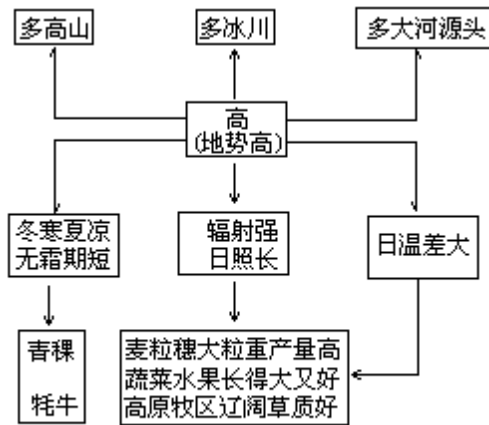 多高山
多冰川
多大河源头
高
(地势高)
冬寒夏凉
无霜期短
辐射强
日照长
日温差大
青稞
牦牛
麦粒穗大粒重产量高
蔬菜水果长得大又好
高原牧区辽阔草质好